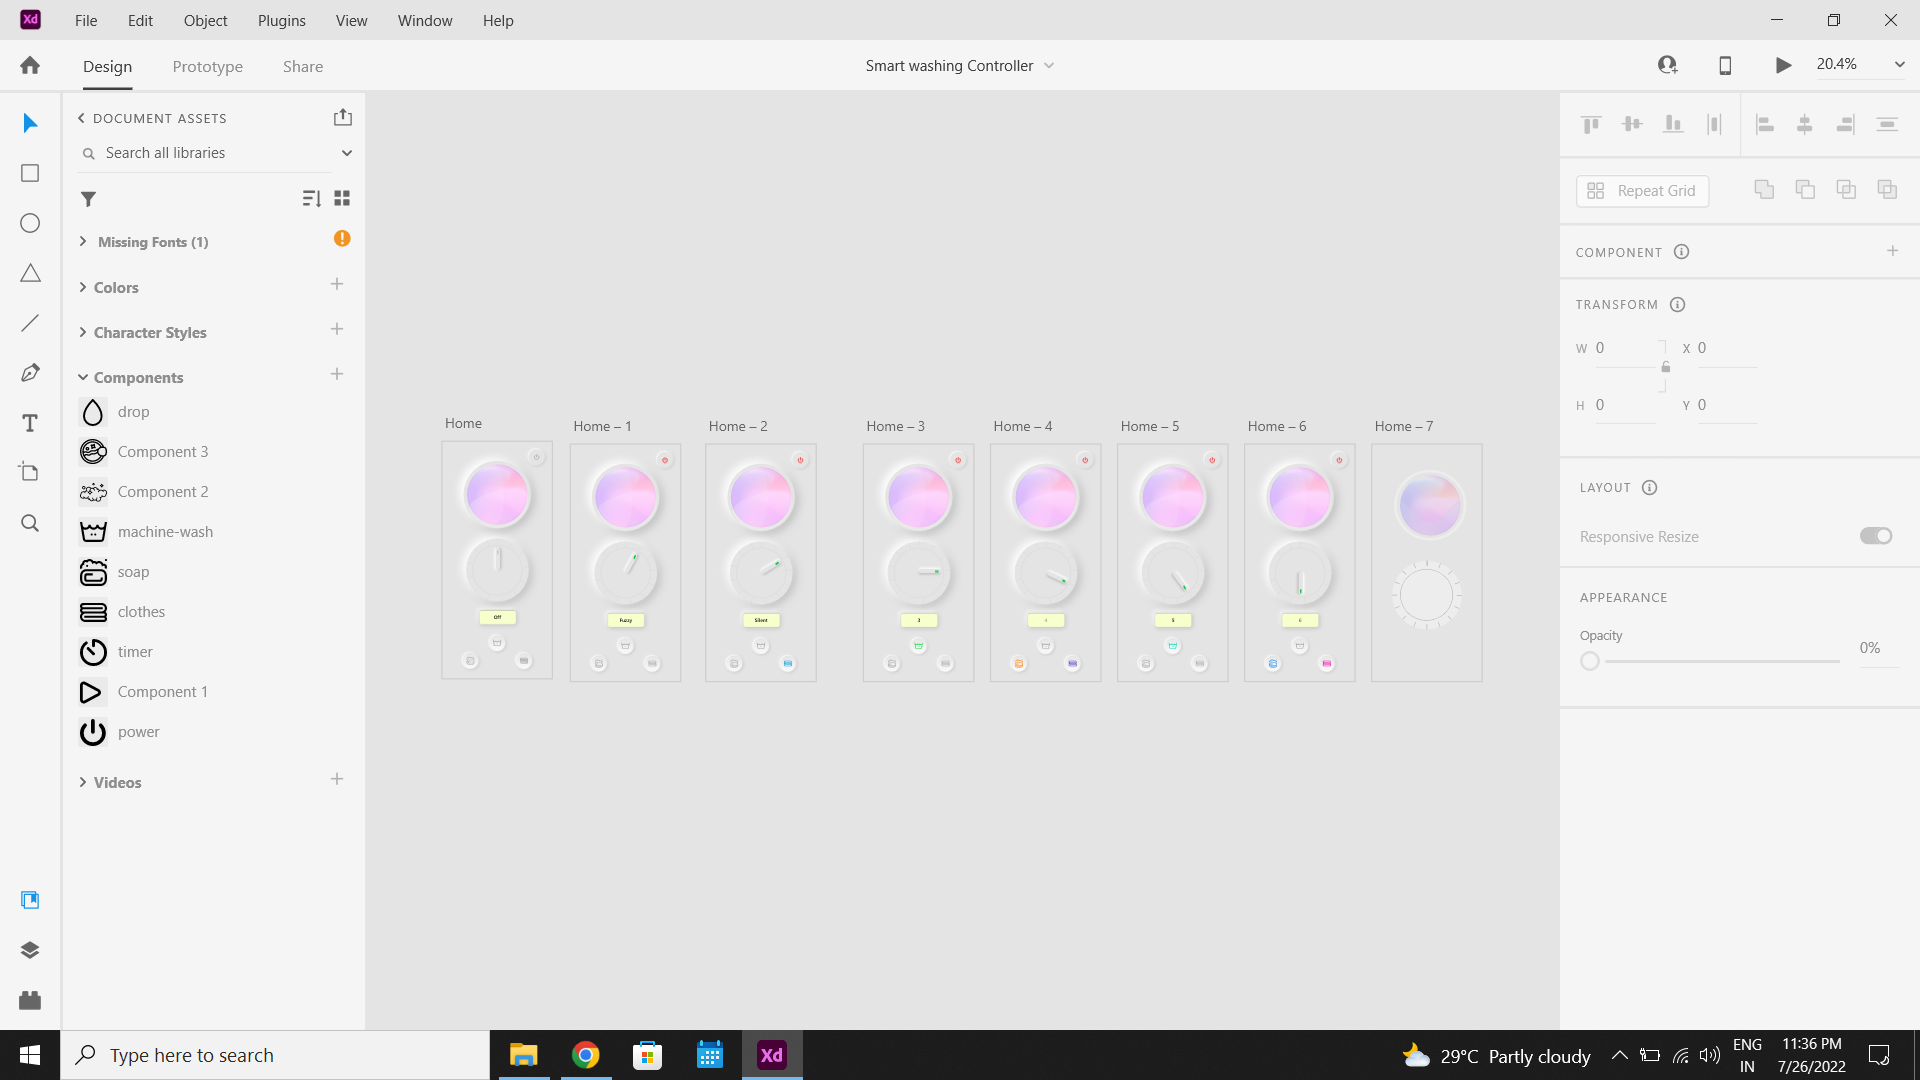 Xd File Edit Object Plugins View Window Help
Design Prototype Share
Smart washing Controller
20.4%
DOCUMENT ASSETS
Search all libraries
Missing Fonts (1)
Colors
Character Styles
Components
drop
Component 3
Component 2
machine-wash
soap
clothes
timer
Component 1
power
Videos
Home
Home – 1
Home – 2
Home – 3
Home – 4
Home – 5
Home – 6
Home – 7
Off
Fuzzy
Silent
3
4
5
6
Repeat Grid
COMPONENT
TRANSFORM
W 0 X 0
H 0 Y 0
LAYOUT
Responsive Resize
APPEARANCE
Opacity
0%
Type here to search
Xd
29°C Partly cloudy
ENG
IN
11:36 PM
7/26/2022